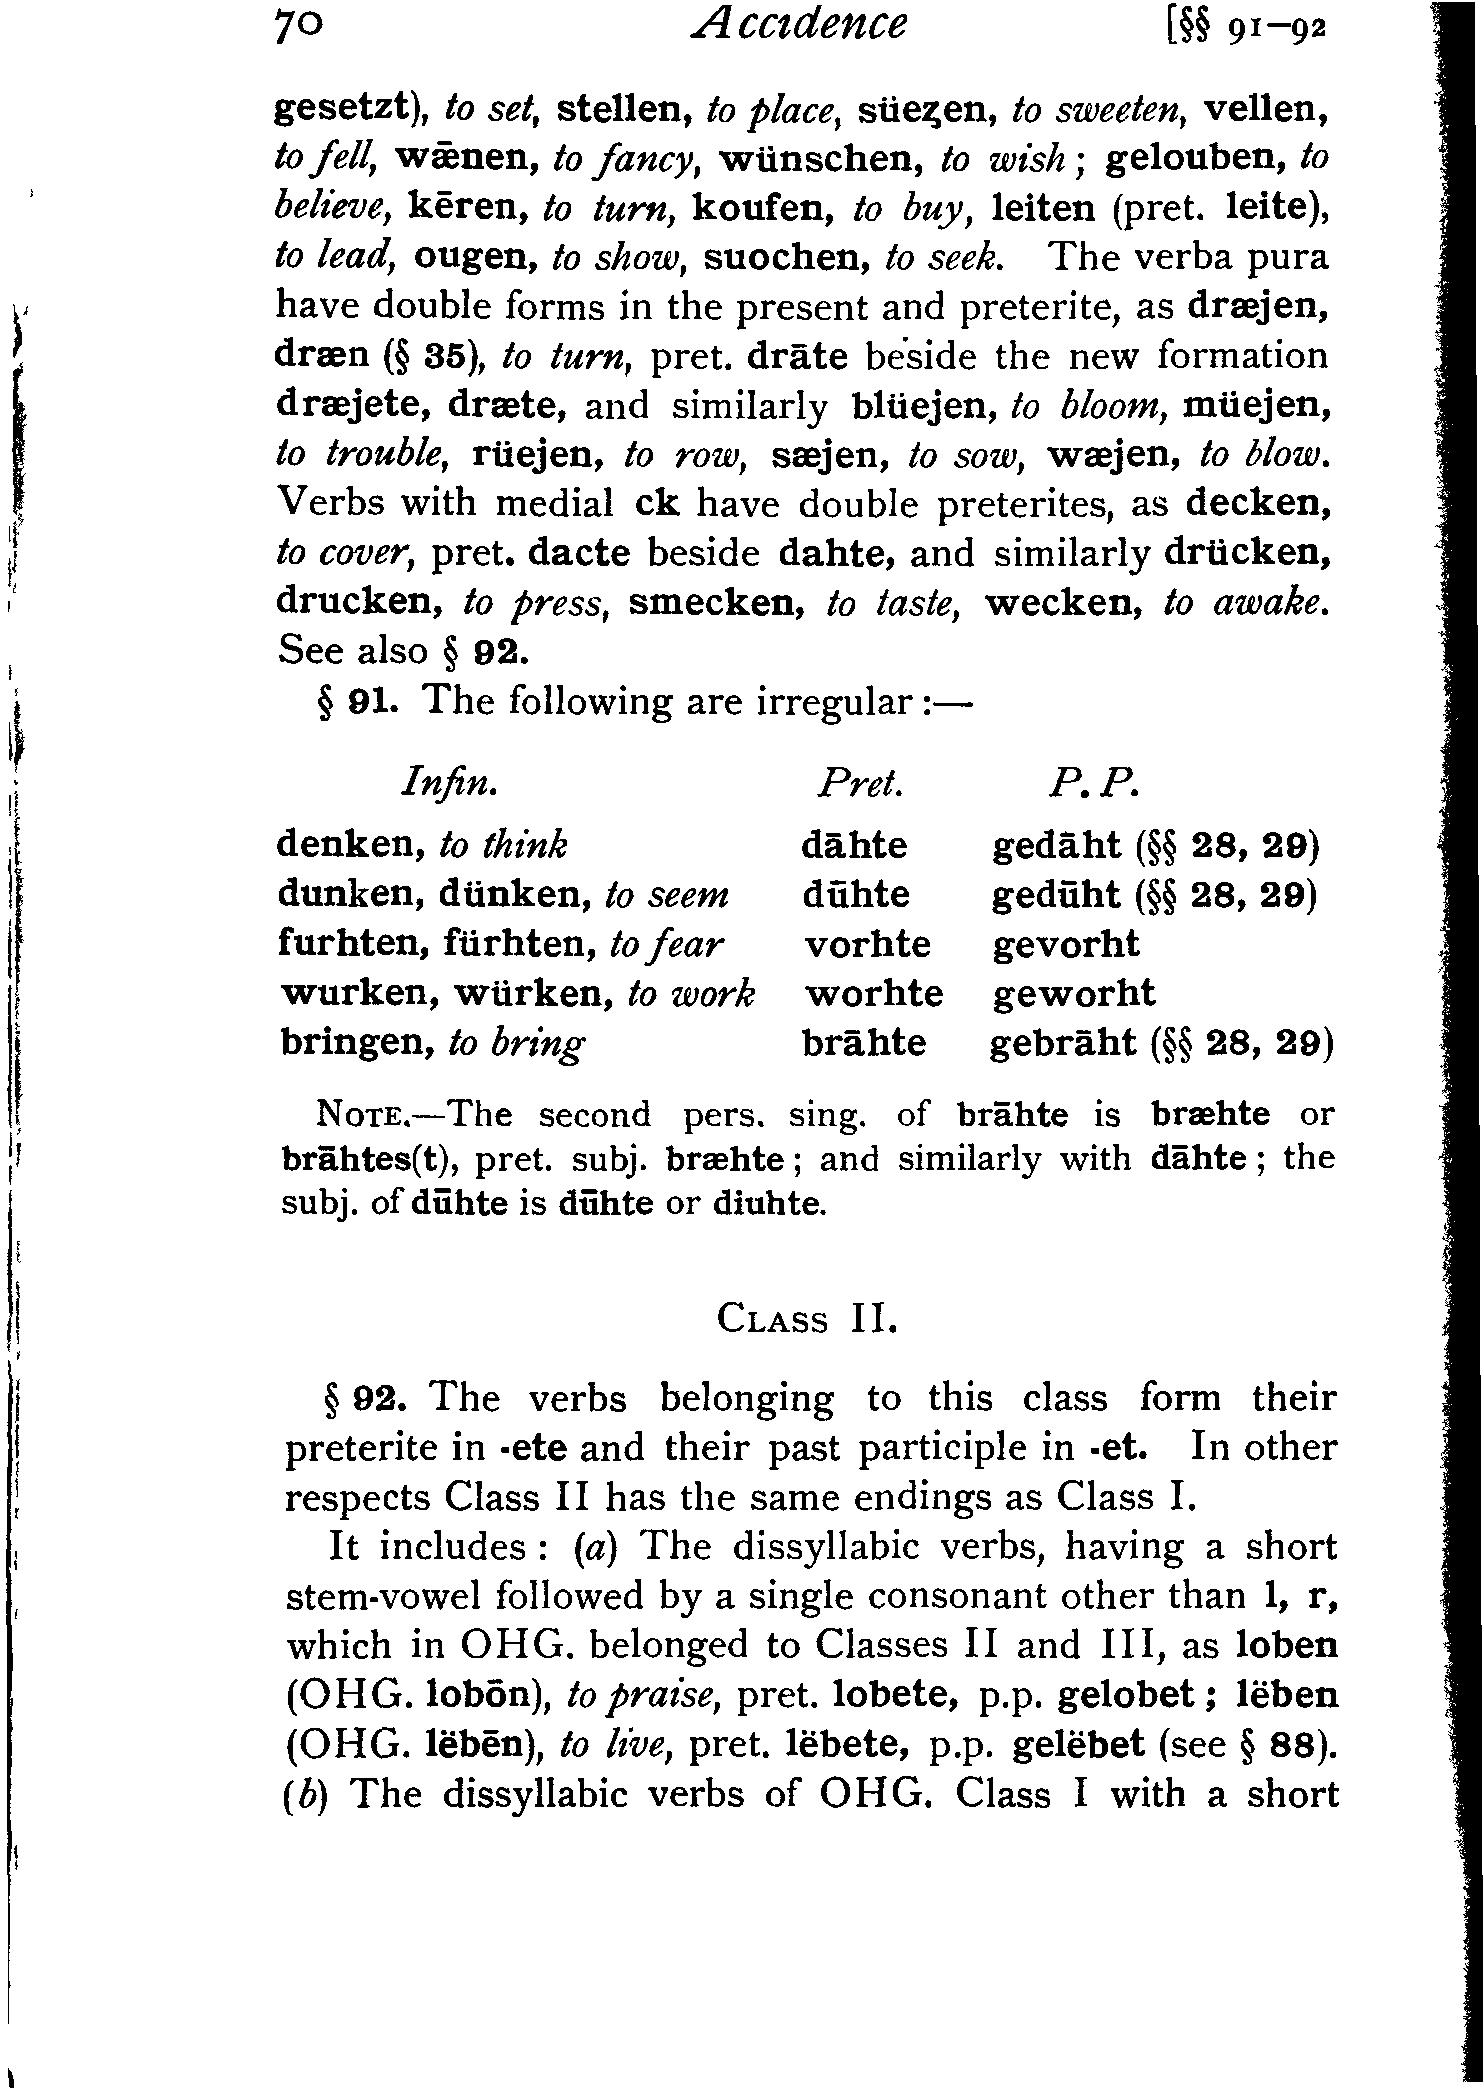 70 Accidence [§§ 91–92
gesetzt), to set, stellen, to place, süeȥen, to sweeten, vellen,
to fell, wǣnen, to fancy, wünschen, to wish; gelouben, to
believe, kēren, to turn, koufen, to buy, leiten (pret. leite),
to lead, ougen, to show, suochen, to seek. The verba pura
have double forms in the present and preterite, as dræjen,
dræn (§ 35), to turn, pret. drāte beside the new formation
dræjete, dræte, and similarly blüejen, to bloom, müejen,
to trouble, rüejen, to row, sæjen, to sow, wæjen, to blow.
Verbs with medial ck have double preterites, as decken,
to cover, pret. dacte beside dahte, and similarly drücken,
drucken, to press, smecken, to taste, wecken, to awake.
See also § 92.
§ 91. The following are irregular:—
Infin. Pret. P. P.
denken, to think dāhte gedāht (§§ 28, 29)
dunken, dünken, to seem dūhte gedūht (§§ 28, 29)
furhten, fürhten, to fear vorhte gevorht
wurken, würken, to work worhte geworht
bringen, to bring brāhte gebrāht (§§ 28, 29)
NOTE.—The second pers. sing. of brāhte is bræhte or
brāhtes(t), pret. subj. bræhte; and similarly with dāhte; the
subj. of dūhte is dūhte or diuhte.
CLASS II.
§ 92. The verbs belonging to this class form their
preterite in -ete and their past participle in -et. In other
respects Class II has the same endings as Class I.
It includes: (a) The dissyllabic verbs, having a short
stem-vowel followed by a single consonant other than l, r,
which in OHG. belonged to Classes II and III, as loben
(OHG. lobōn), to praise, pret. lobete, p.p. gelobet; lëben
(OHG. lëbēn), to live, pret. lëbete, p.p. gelëbet (see § 88).
(b) The dissyllabic verbs of OHG. Class I with a short